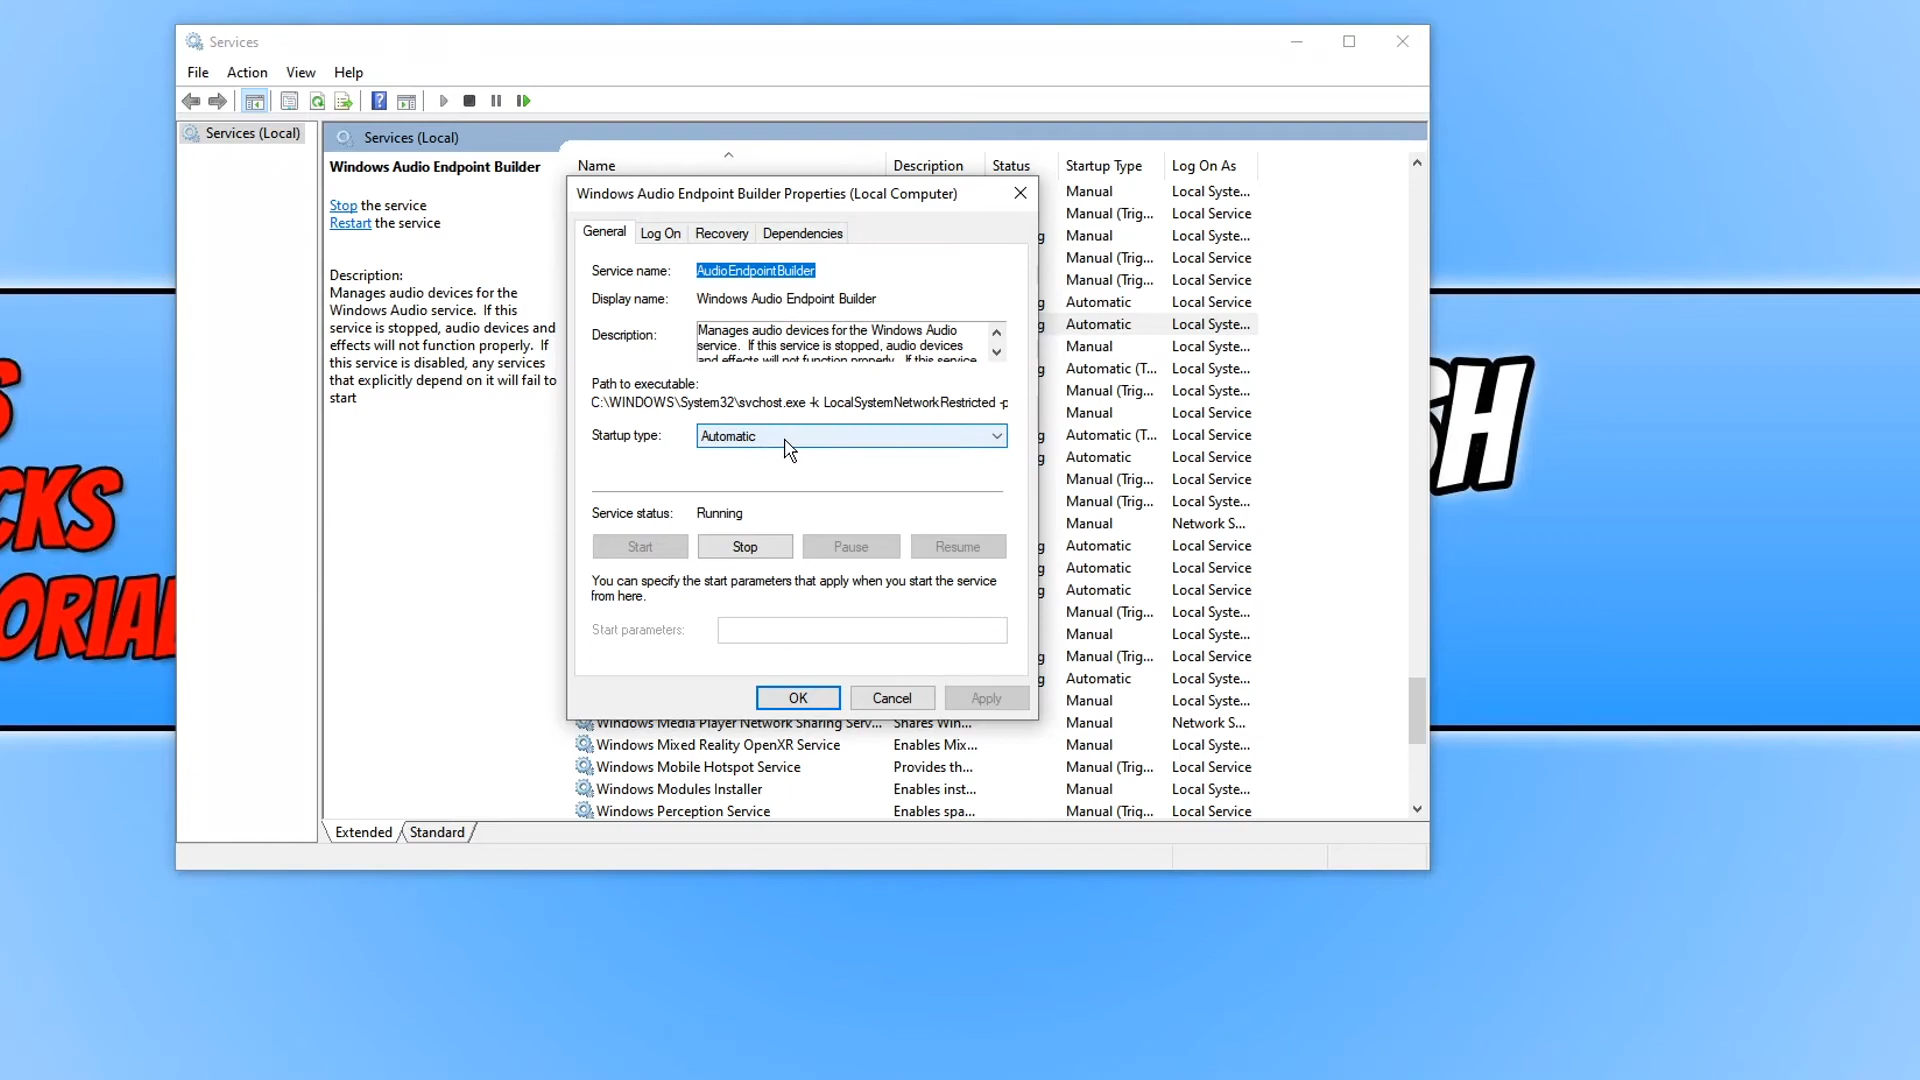 Services
File Action View Help
Services (Local)
Services (Local)
Windows Audio Endpoint Builder
Stop the service
Restart the service
Description:
Manages audio devices for the
Windows Audio service. If this
service is stopped, audio devices and
effects will not function properly. If
this service is disabled, any services
that explicitly depend on it will fail to
start
Name Description Status Startup Type Log On As
Manual Local Syste...
Manual (Trig... Local Service
g Manual Local Syste...
Manual (Trig... Local Service
Manual (Trig... Local Service
g Automatic Local Service
g Automatic Local Syste...
Manual Local Syste...
g Automatic (T... Local Service
Manual (Trig... Local Service
Manual Local Service
g Automatic (T... Local Service
g Automatic Local Service
Manual (Trig... Local Service
Manual (Trig... Local Syste...
Manual Network S...
g Automatic Local Service
g Automatic Local Service
g Automatic Local Service
Manual (Trig... Local Syste...
Manual Local Syste...
g Manual (Trig... Local Service
g Automatic Local Syste...
Manual Local Syste...
Windows Media Player Network Sharing Serv... Shares Win... Manual Network S...
Windows Mixed Reality OpenXR Service Enables Mix... Manual Local Syste...
Windows Mobile Hotspot Service Provides th... Manual (Trig... Local Service
Windows Modules Installer Enables inst... Manual Local Syste...
Windows Perception Service Enables spa... Manual (Trig... Local Service
Extended Standard
Windows Audio Endpoint Builder Properties (Local Computer)
General Log On Recovery Dependencies
Service name: AudioEndpointBuilder
Display name: Windows Audio Endpoint Builder
Description: Manages audio devices for the Windows Audio
service. If this service is stopped, audio devices
and effects will not function properly. If this service
Path to executable:
C:\WINDOWS\System32\svchost.exe -k LocalSystemNetworkRestricted -p
Startup type: Automatic
Service status: Running
Start Stop Pause Resume
You can specify the start parameters that apply when you start the service
from here.
Start parameters:
OK Cancel Apply
S
CKS
ORIAL
GH